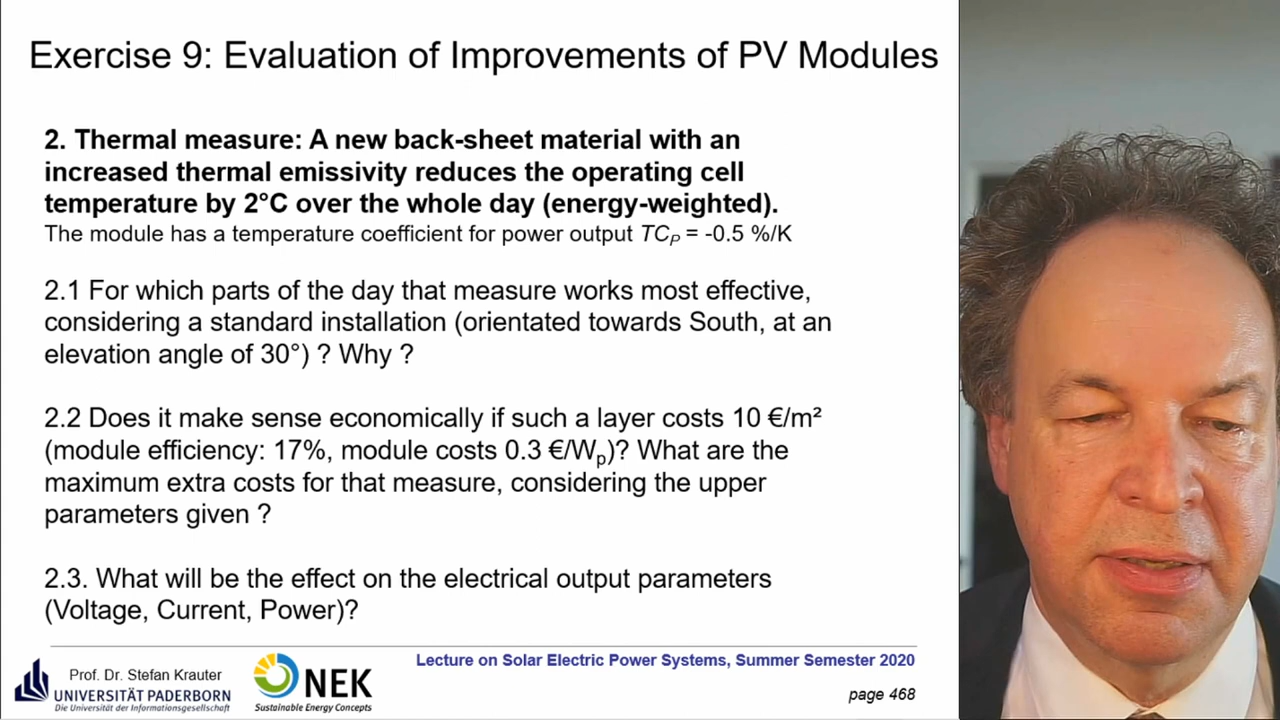 Exercise 9: Evaluation of Improvements of PV Modules
2. Thermal measure: A new back-sheet material with an
increased thermal emissivity reduces the operating cell
temperature by 2°C over the whole day (energy-weighted).
The module has a temperature coefficient for power output TCP = -0.5 %/K
2.1 For which parts of the day that measure works most effective,
considering a standard installation (orientated towards South, at an
elevation angle of 30°) ? Why ?
2.2 Does it make sense economically if such a layer costs 10 €/m²
(module efficiency: 17%, module costs 0.3 €/Wp)? What are the
maximum extra costs for that measure, considering the upper
parameters given ?
2.3. What will be the effect on the electrical output parameters
(Voltage, Current, Power)?
Prof. Dr. Stefan Krauter
UNIVERSITÄT PADERBORN
Die Universität der Informationsgesellschaft
NEK
Sustainable Energy Concepts
Lecture on Solar Electric Power Systems, Summer Semester 2020
page 468